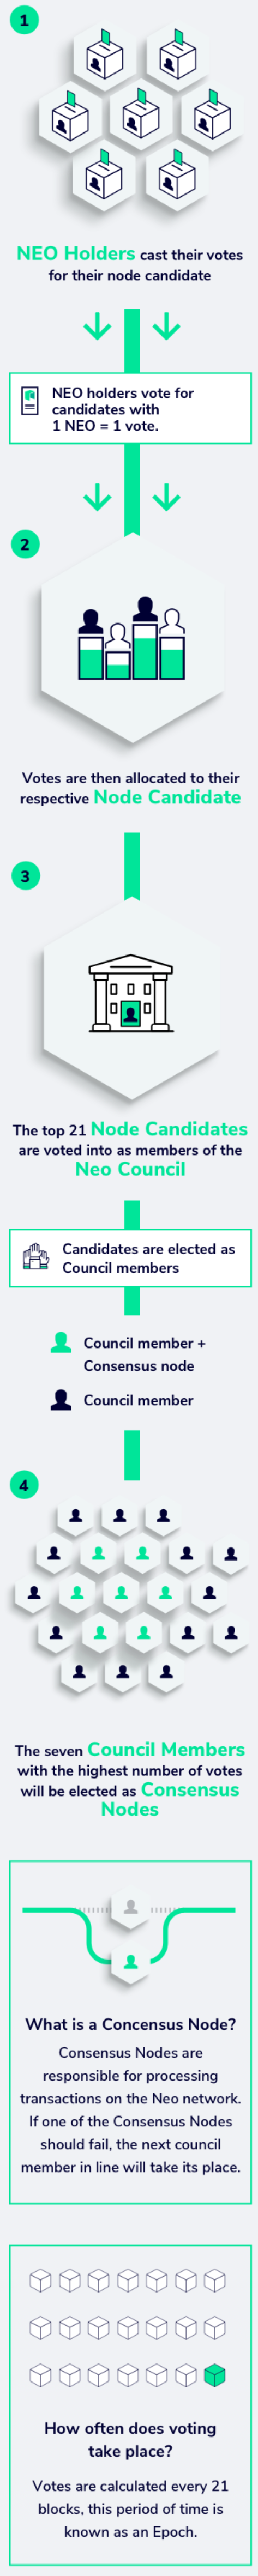 1
NEO Holders cast their votes
for their node candidate
NEO holders vote for
candidates with
1 NEO = 1 vote.
2
Votes are then allocated to their
respective Node Candidate
3
The top 21 Node Candidates
are voted into as members of the
Neo Council
Candidates are elected as
Council members
Council member +
Consensus node
Council member
4
The seven Council Members
with the highest number of votes
will be elected as Consensus
Nodes
What is a Concensus Node?
Consensus Nodes are
responsible for processing
transactions on the Neo network.
If one of the Consensus Nodes
should fail, the next council
member in line will take its place.
How often does voting
take place?
Votes are calculated every 21
blocks, this period of time is
known as an Epoch.